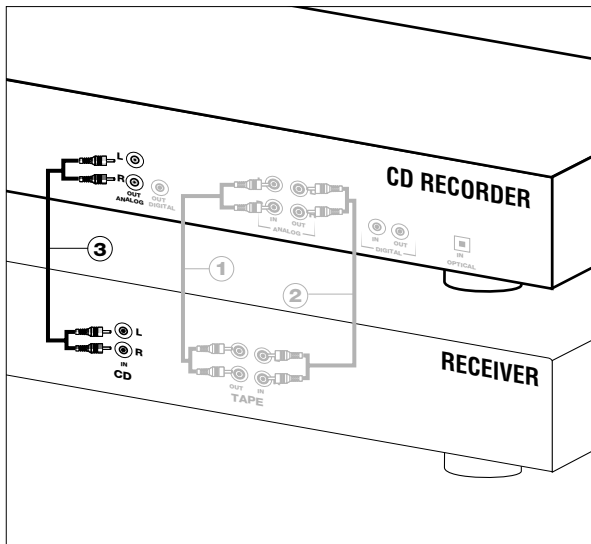 CD RECORDER
L
R
OUT
ANALOG
OUT
DIGITAL
IN
OUT
ANALOG
IN
OUT
DIGITAL
IN
OPTICAL
3
1
2
RECEIVER
L
R
IN
CD
OUT
IN
TAPE